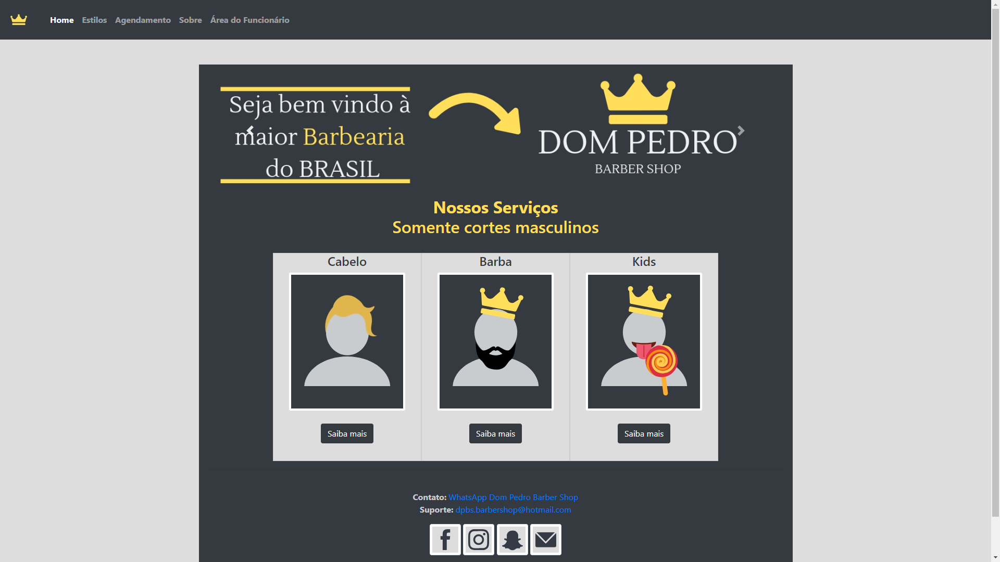 Home Estilos Agendamento Sobre Área do Funcionário
Seja bem vindo à
maior Barbearia
do BRASIL
DOM PEDRO
BARBER SHOP
Nossos Serviços
Somente cortes masculinos
Cabelo
Barba
Kids
Saiba mais
Saiba mais
Saiba mais
Contato: WhatsApp Dom Pedro Barber Shop
Suporte: dpbs.barbershop@hotmail.com